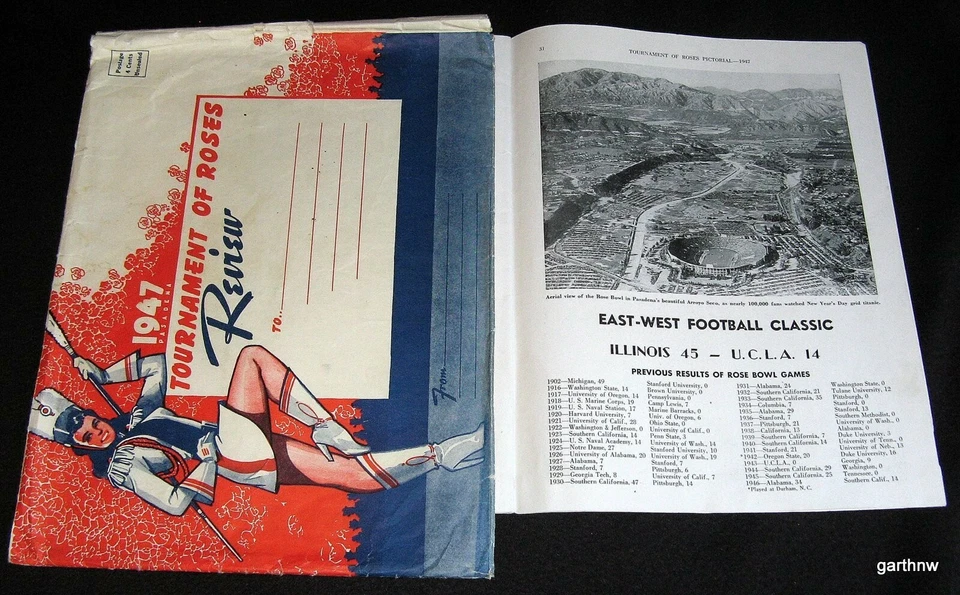 Postage
4 Cents
Unsealed
1947
PASADENA
TOURNAMENT OF ROSES
Review
TO...
From
31
TOURNAMENT OF ROSES PICTORIAL—1947
Aerial view of the Rose Bowl in Pasadena's beautiful Arroyo Seco, as nearly 100,000 fans watched New Year's Day grid titanic.
EAST-WEST FOOTBALL CLASSIC
ILLINOIS 45 – U.C.L.A. 14
PREVIOUS RESULTS OF ROSE BOWL GAMES
1902—Michigan, 49 Stanford University, 0
1916—Washington State, 14 Brown University, 0
1917—University of Oregon, 14 Pennsylvania, 0
1918—U. S. Marine Corps, 19 Camp Lewis, 7
1919—U. S. Naval Station, 17 Marine Barracks, 0
1920—Harvard University, 7 Univ. of Oregon, 6
1921—University of Calif., 28 Ohio State, 0
1922—Washington & Jefferson, 0 University of Calif., 0
1923—Southern California, 14 Penn State, 3
1924—U. S. Naval Academy, 14 University of Wash., 14
1925—Notre Dame, 27 Stanford University, 10
1926—University of Alabama, 20 University of Wash., 19
1927—Alabama, 7 Stanford, 7
1928—Stanford, 7 Pittsburgh, 6
1929—Georgia Tech, 8 University of Calif., 7
1930—Southern California, 47 Pittsburgh, 14
1931—Alabama, 24 Washington State, 0
1932—Southern California, 21 Tulane University, 12
1933—Southern California, 35 Pittsburgh, 0
1934—Columbia, 7 Stanford, 0
1935—Alabama, 29 Stanford, 13
1936—Stanford, 7 Southern Methodist, 0
1937—Pittsburg, 21 University of Wash., 0
1938—California, 13 Alabama, 0
1939—Southern California, 7 Duke University, 3
1940—Southern California, 14 University of Tenn., 0
1941—Stanford, 21 University of Neb., 13
*1942—Oregon State, 20 Duke University, 16
1943—U.C.L.A., 0 Georgia, 9
1944—Southern California, 29 Washington, 0
1945—Southern California, 25 Tennessee, 0
1946—Alabama, 34 Southern Calif., 14
*Played at Durham, N.C.
garthnw